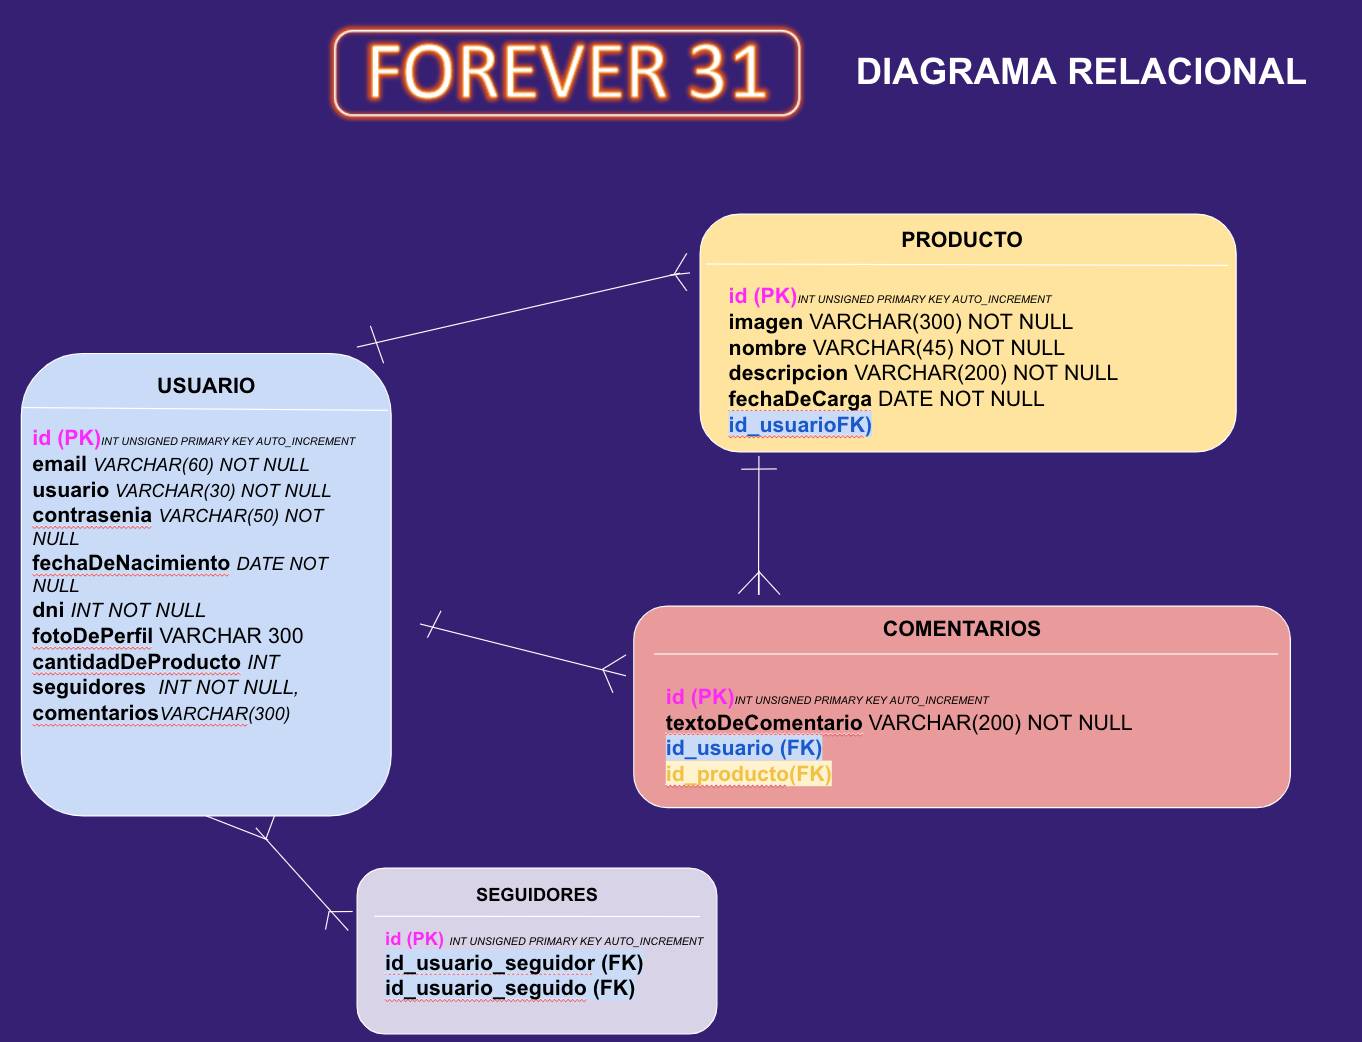 FOREVER 31
DIAGRAMA RELACIONAL
PRODUCTO
id (PK)INT UNSIGNED PRIMARY KEY AUTO_INCREMENT
imagen VARCHAR(300) NOT NULL
nombre VARCHAR(45) NOT NULL
descripcion VARCHAR(200) NOT NULL
fechaDeCarga DATE NOT NULL
id_usuarioFK)
USUARIO
id (PK)INT UNSIGNED PRIMARY KEY AUTO_INCREMENT
email VARCHAR(60) NOT NULL
usuario VARCHAR(30) NOT NULL
contrasenia VARCHAR(50) NOT
NULL
fechaDeNacimiento DATE NOT
NULL
dni INT NOT NULL
fotoDePerfil VARCHAR 300
cantidadDeProducto INT
seguidores INT NOT NULL,
comentariosVARCHAR(300)
COMENTARIOS
id (PK)INT UNSIGNED PRIMARY KEY AUTO_INCREMENT
textoDeComentario VARCHAR(200) NOT NULL
id_usuario (FK)
id_producto(FK)
SEGUIDORES
id (PK) INT UNSIGNED PRIMARY KEY AUTO_INCREMENT
id_usuario_seguidor (FK)
id_usuario_seguido (FK)